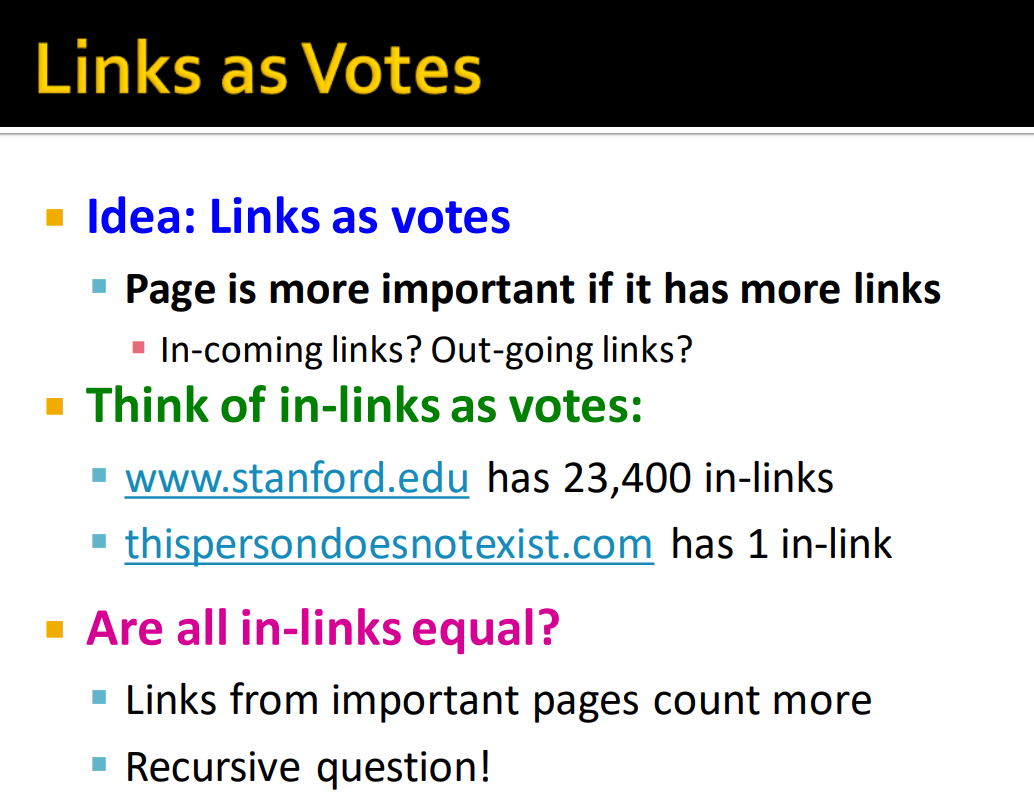 Links as Votes
Idea: Links as votes
Page is more important if it has more links
In-coming links? Out-going links?
Think of in-links as votes:
www.stanford.edu has 23,400 in-links
thispersondoesnotexist.com has 1 in-link
Are all in-links equal?
Links from important pages count more
Recursive question!